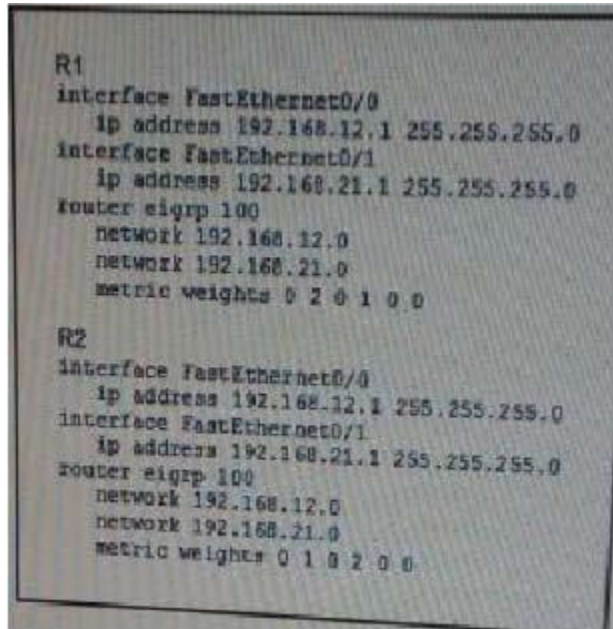 R1
interface FastEthernet0/0
ip address 192.168.12.1 255.255.255.0
interface FastEthernet0/1
ip address 192.168.21.1 255.255.255.0
router eigrp 100
network 192.168.12.0
network 192.168.21.0
metric weights 0 2 0 1 0 0
R2
interface FastEthernet0/0
ip address 192.168.12.1 255.255.255.0
interface FastEthernet0/1
ip address 192.168.21.1 255.255.255.0
router eigrp 100
network 192.168.12.0
network 192.168.21.0
metric weights 0 1 0 2 0 0